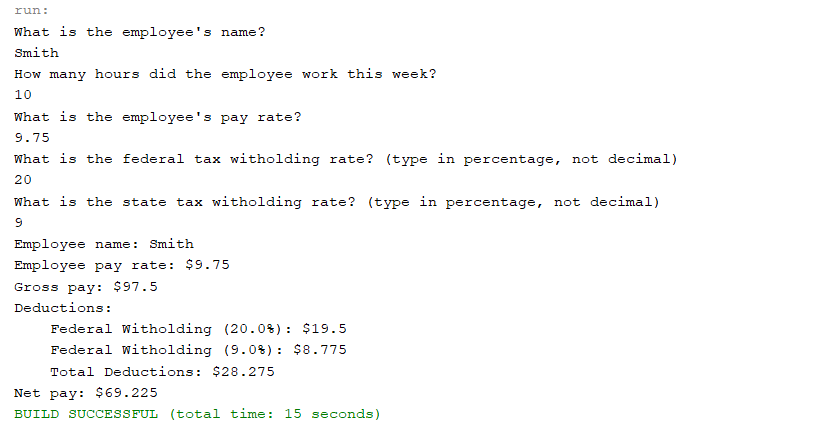 run:
What is the employee's name?
Smith
How many hours did the employee work this week?
10
What is the employee's pay rate?
9.75
What is the federal tax witholding rate? (type in percentage, not decimal)
20
What is the state tax witholding rate? (type in percentage, not decimal)
9
Employee name: Smith
Employee pay rate: $9.75
Gross pay: $97.5
Deductions:
    Federal Witholding (20.0%): $19.5
    Federal Witholding (9.0%): $8.775
    Total Deductions: $28.275
Net pay: $69.225
BUILD SUCCESSFUL (total time: 15 seconds)